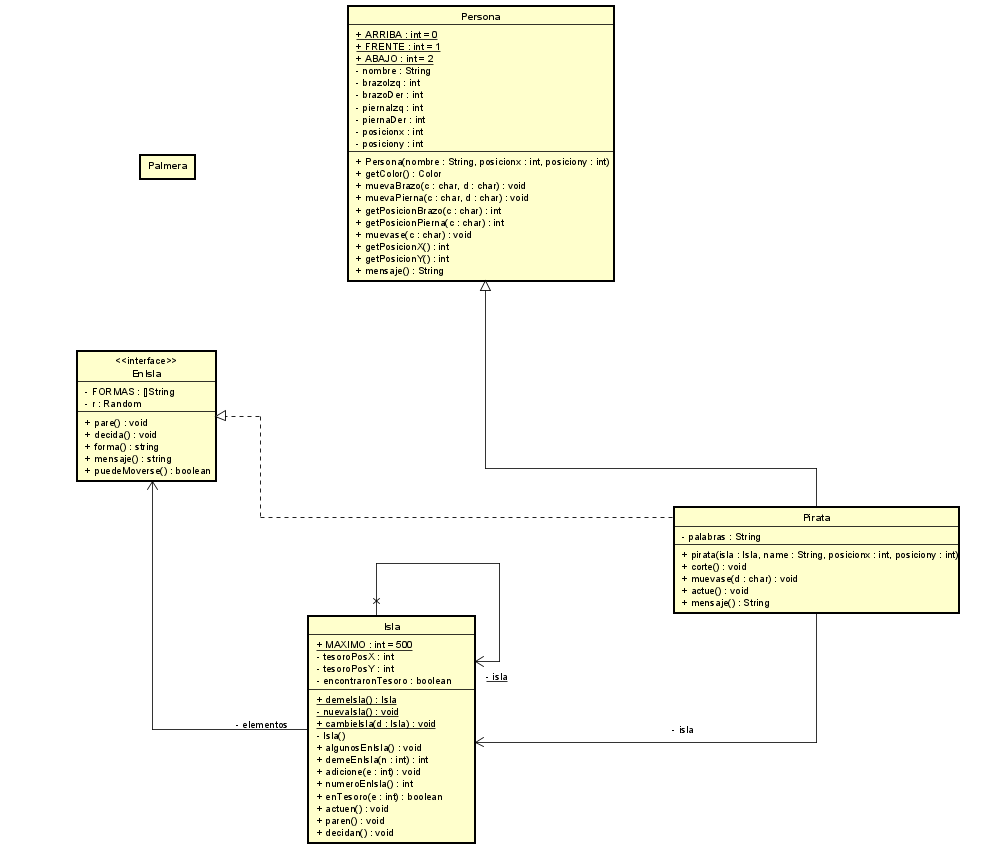 Persona
+ ARRIBA : int = 0
+ FRENTE : int = 1
+ ABAJO : int = 2
- nombre : String
- brazoIzq : int
- brazoDer : int
- piernaIzq : int
- piernaDer : int
- posicionx : int
- posiciony : int
+ Persona(nombre : String, posicionx : int, posiciony : int)
+ getColor() : Color
+ muevaBrazo(c : char, d : char) : void
+ muevaPierna(c : char, d : char) : void
+ getPosicionBrazo(c : char) : int
+ getPosicionPierna(c : char) : int
+ muevase(c : char) : void
+ getPosicionX() : int
+ getPosicionY() : int
+ mensaje() : String
Palmera
<<interface>>
EnIsla
- FORMAS : []String
- r : Random
+ pare() : void
+ decida() : void
+ forma() : string
+ mensaje() : string
+ puedeMoverse() : boolean
Pirata
- palabras : String
+ pirata(isla : Isla, name : String, posicionx : int, posiciony : int)
+ corte() : void
+ muevase(d : char) : void
+ actue() : void
+ mensaje() : String
Isla
+ MAXIMO : int = 500
- tesoroPosX : int
- tesoroPosY : int
- encontraronTesoro : boolean
+ demeIsla() : Isla
- nuevaIsla() : void
+ cambieIsla(d : Isla) : void
- Isla()
+ algunosEnIsla() : void
+ demeEnIsla(n : int) : int
+ adicione(e : int) : void
+ numeroEnIsla() : int
+ enTesoro(e : int) : boolean
+ actuen() : void
+ paren() : void
+ decidan() : void
- isla
- elementos
- isla